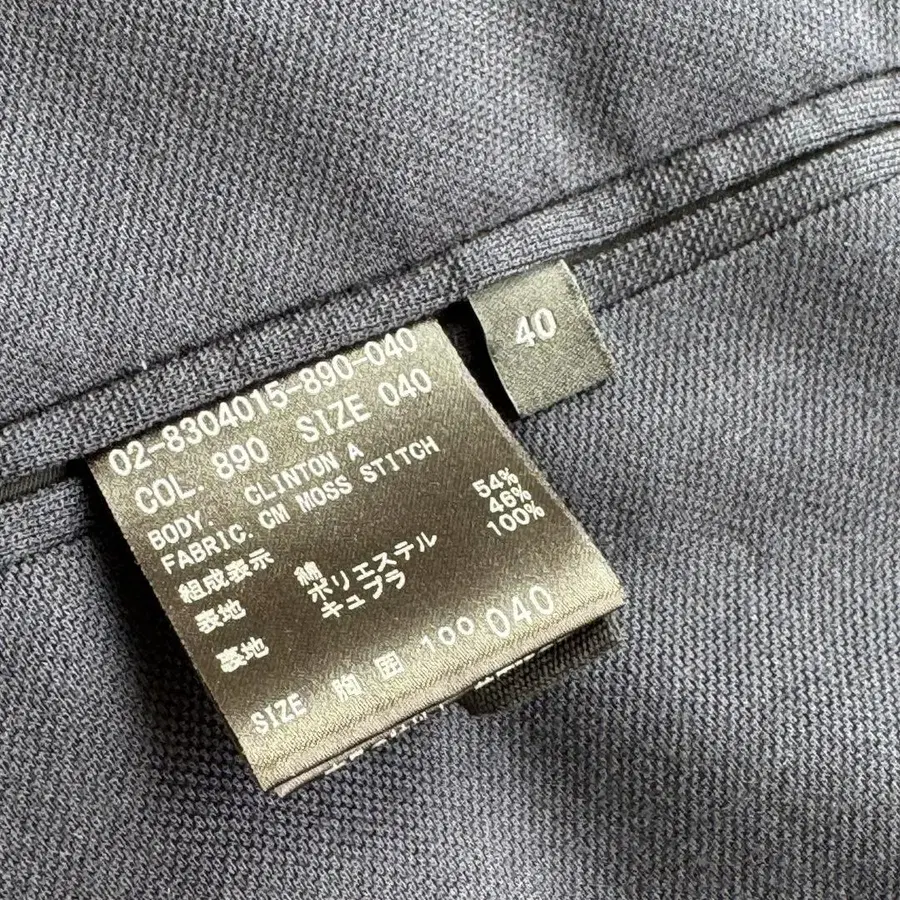 40
02-8304015-890-040
COL. 890 SIZE 040
BODY. CLINTON A
FABRIC. CM MOSS STITCH
組成表示
表地 綿 54%
ポリエステル 46%
裏地 キュプラ 100%
SIZE 胸 囲 100 040